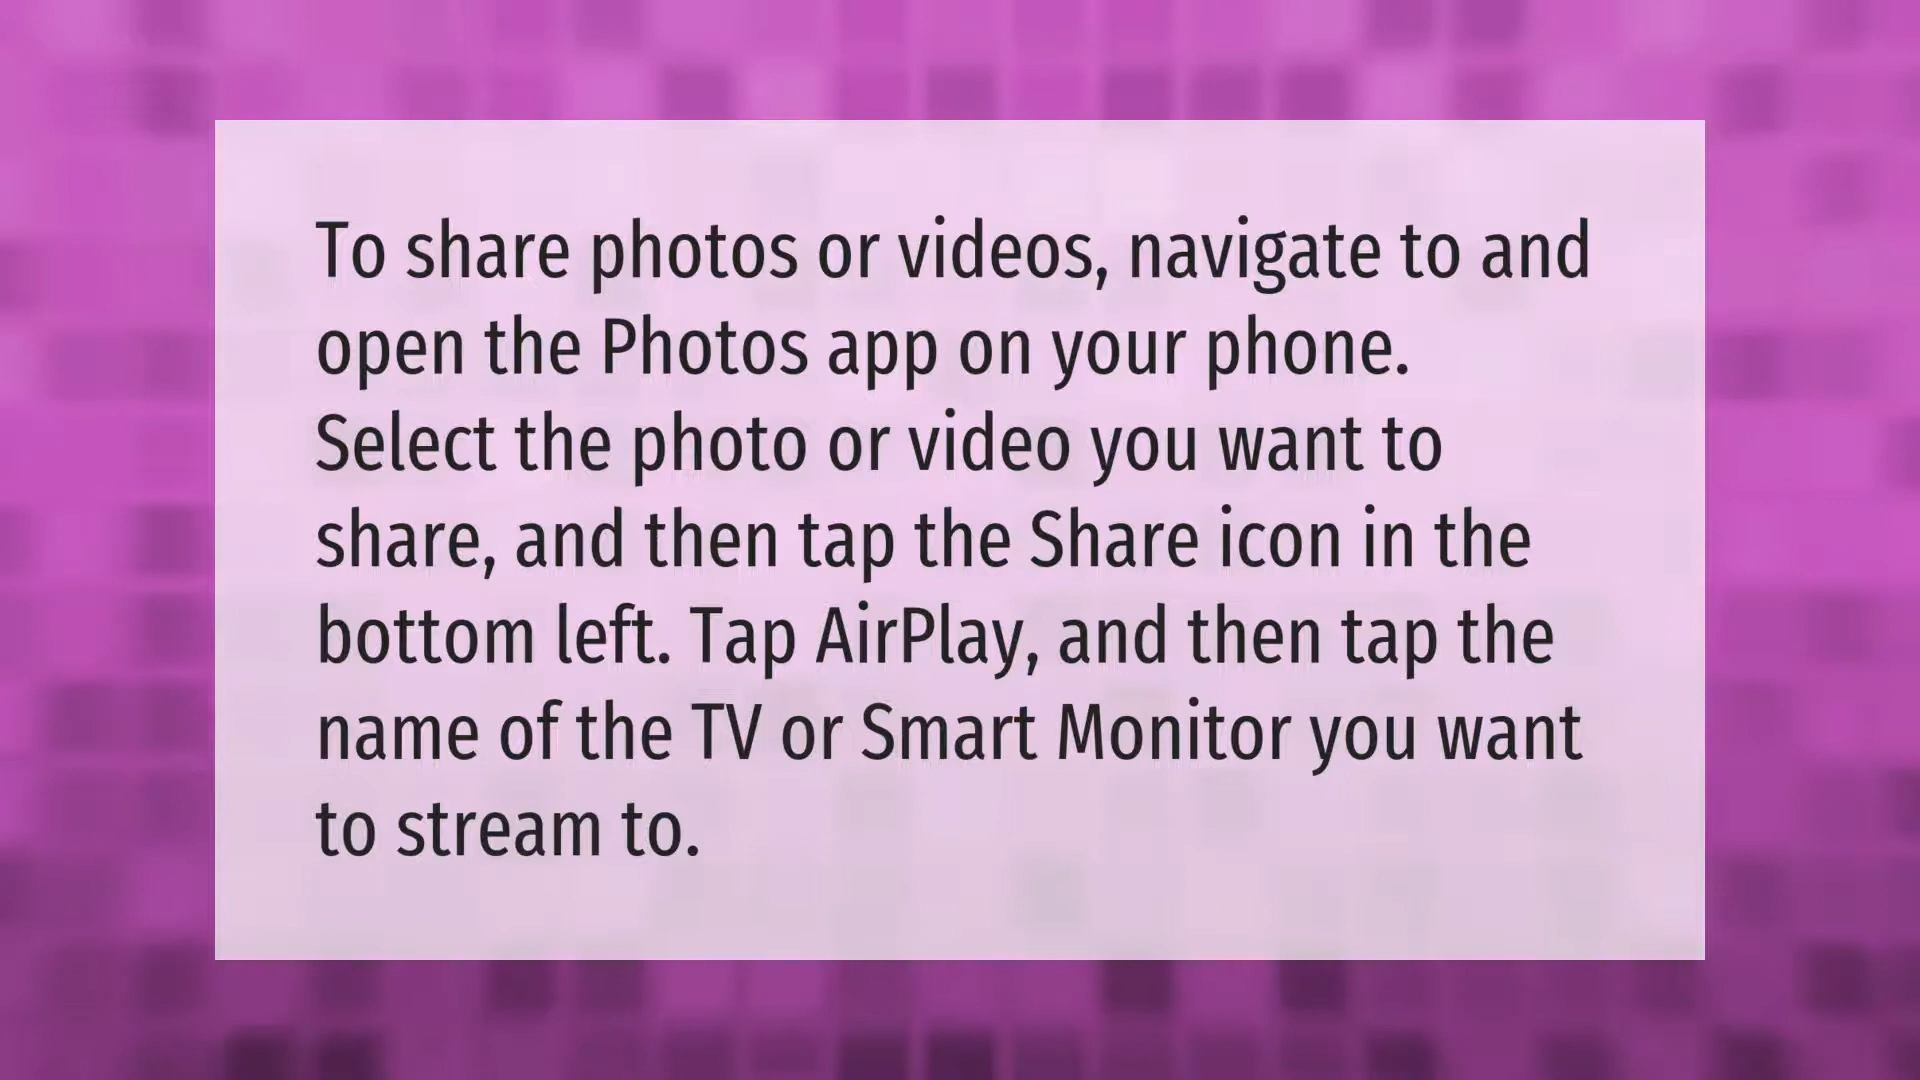 To share photos or videos, navigate to and
open the Photos app on your phone.
Select the photo or video you want to
share, and then tap the Share icon in the
bottom left. Tap AirPlay, and then tap the
name of the TV or Smart Monitor you want
to stream to.